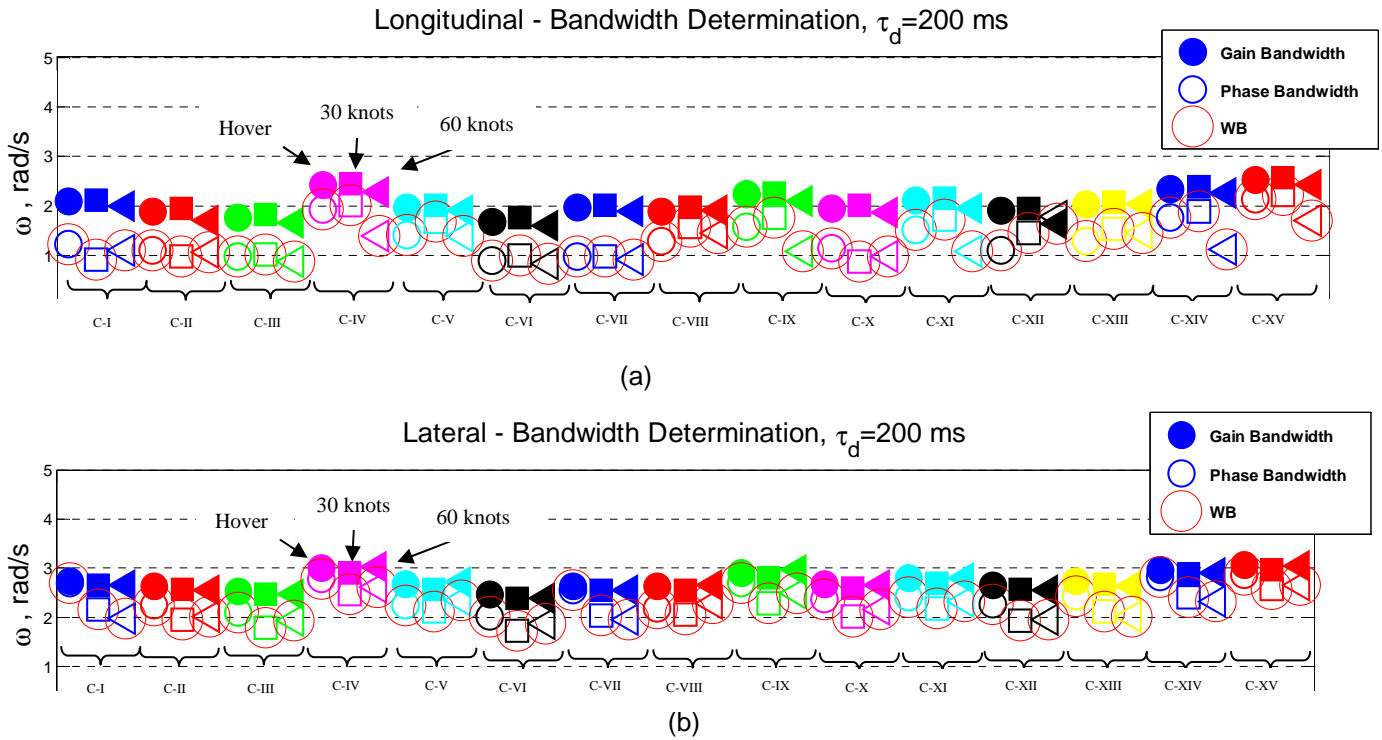 Longitudinal - Bandwidth Determination, τd=200 ms
Gain Bandwidth
Phase Bandwidth
WB
5
4
3
2
1
ω , rad/s
Hover
30 knots
60 knots
C-I C-II C-III C-IV C-V C-VI C-VII C-VIII C-IX C-X C-XI C-XII C-XIII C-XIV C-XV
(a)
Lateral - Bandwidth Determination, τd=200 ms
Gain Bandwidth
Phase Bandwidth
WB
5
4
3
2
1
ω , rad/s
Hover
30 knots
60 knots
C-I C-II C-III C-IV C-V C-VI C-VII C-VIII C-IX C-X C-XI C-XII C-XIII C-XIV C-XV
(b)